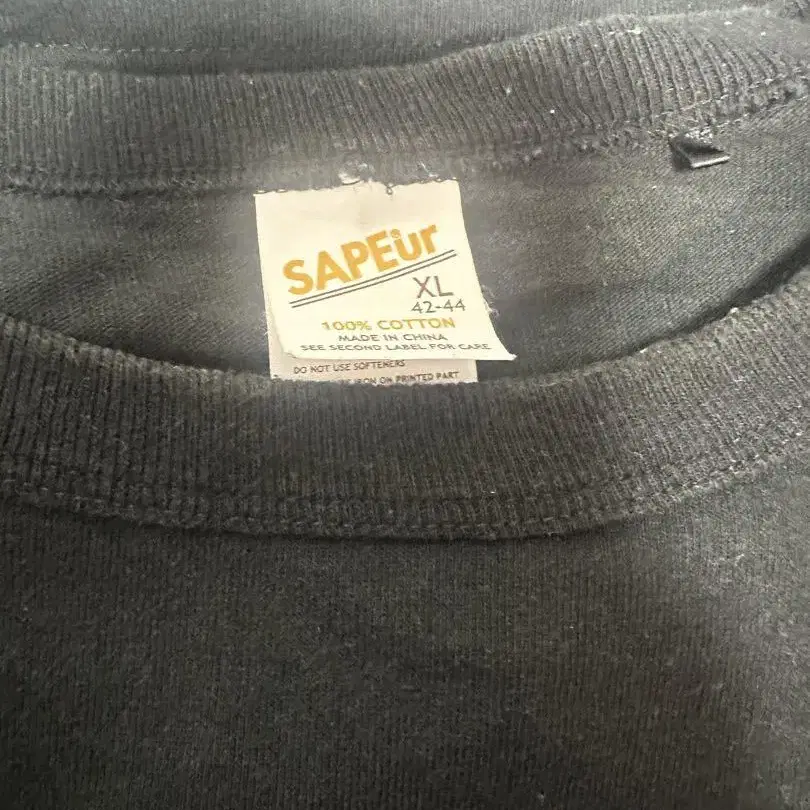 SAPEur
XL
42-44
100% COTTON
MADE IN CHINA
SEE SECOND LABEL FOR CARE
DO NOT USE SOFTENERS
IRON ON PRINTED PART